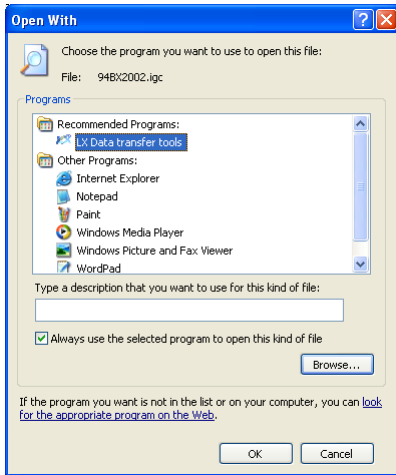 Open With
Choose the program you want to use to open this file:
File: 94BX2002.igc
Programs
Recommended Programs:
LX Data transfer tools
Other Programs:
Internet Explorer
Notepad
Paint
Windows Media Player
Windows Picture and Fax Viewer
WordPad
Type a description that you want to use for this kind of file:
Always use the selected program to open this kind of file
Browse...
If the program you want is not in the list or on your computer, you can look
for the appropriate program on the Web.
OK Cancel